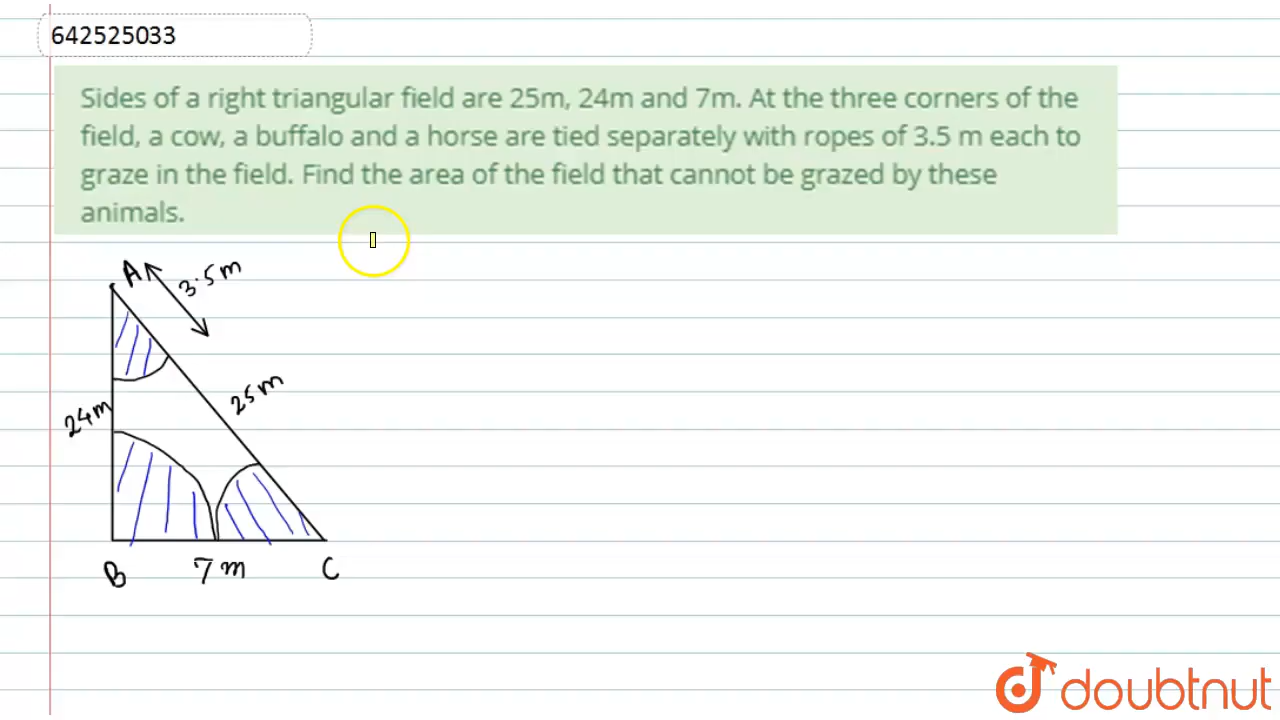 642525033
Sides of a right triangular field are 25m, 24m and 7m. At the three corners of the
field, a cow, a buffalo and a horse are tied separately with ropes of 3.5 m each to
graze in the field. Find the area of the field that cannot be grazed by these
animals.
A
3.5m
25m
24m
B
7m
C
doubtnut